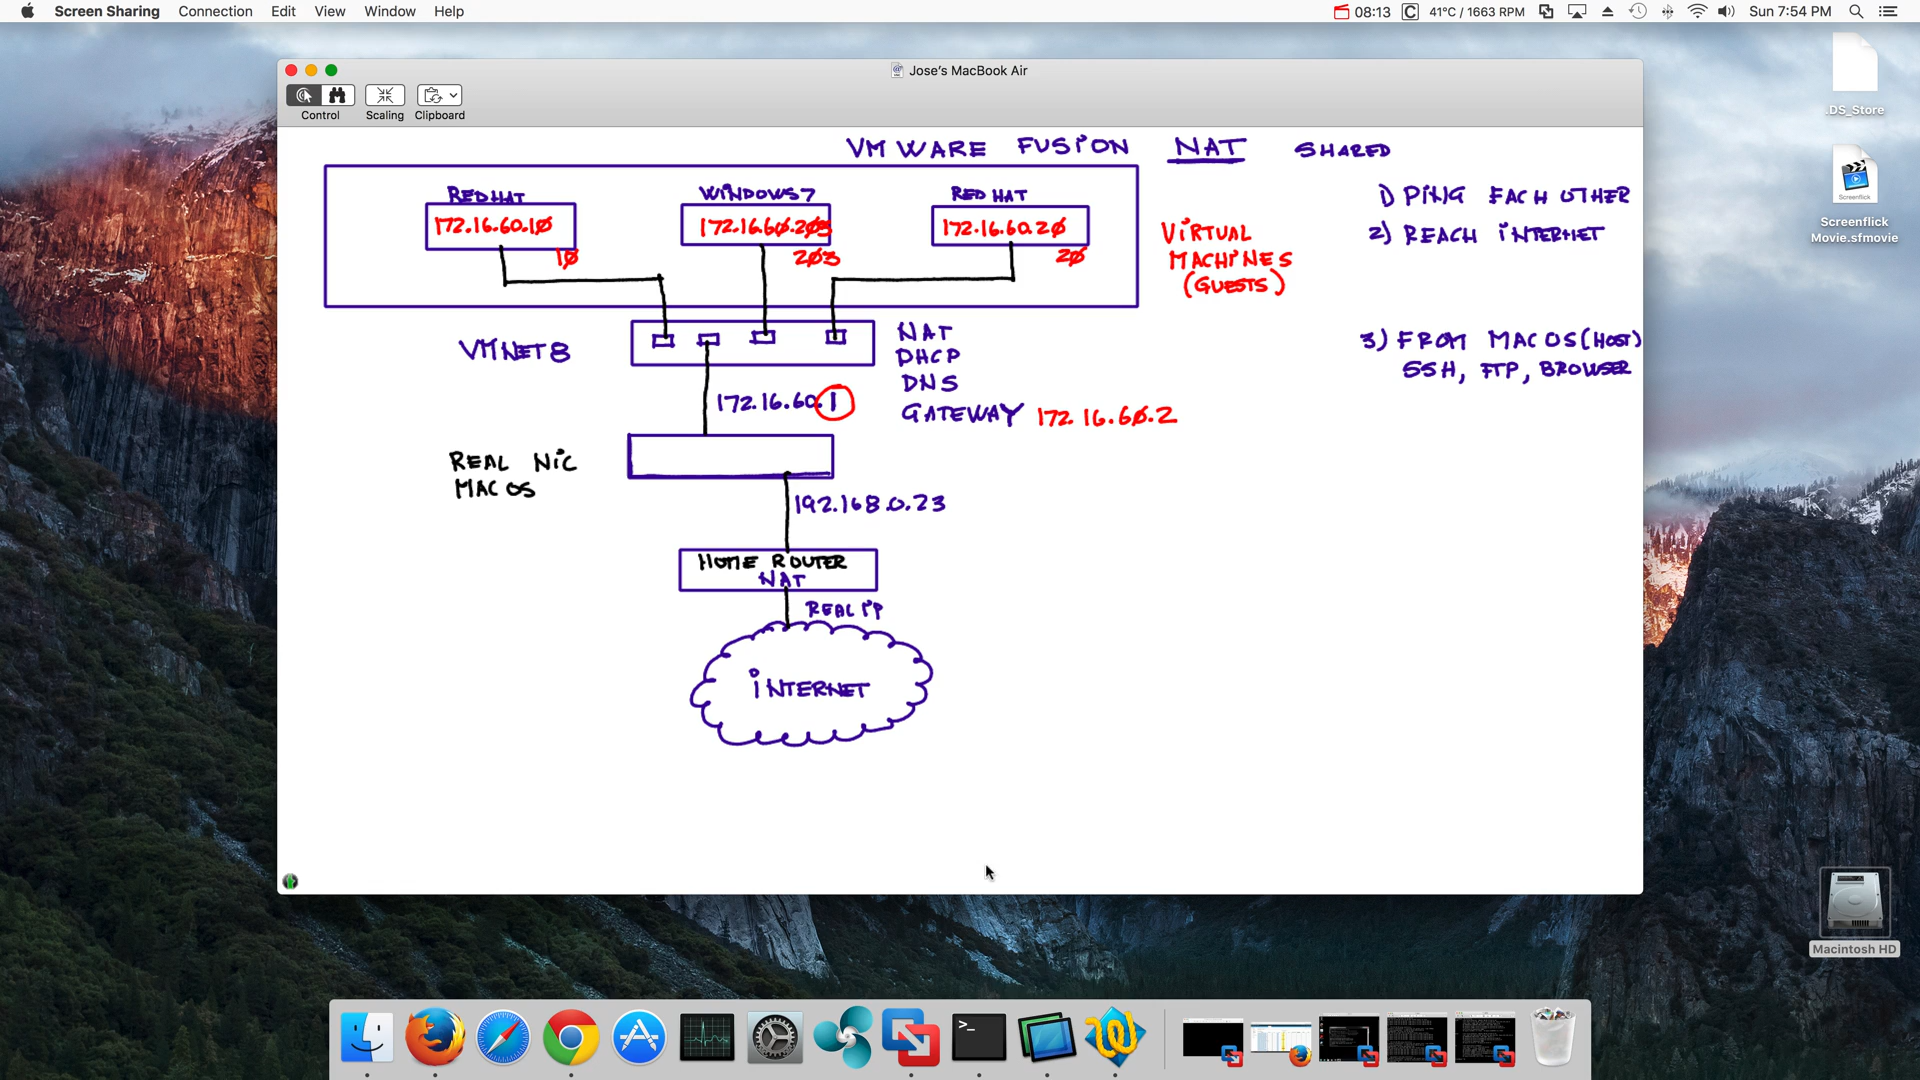 Screen Sharing Connection Edit View Window Help
08:13 C 41°C / 1663 RPM Sun 7:54 PM
Jose's MacBook Air
Control Scaling Clipboard
.DS_Store
Screenflick
Screenflick
Movie.sfmovie
Macintosh HD
VMWARE FUSION NAT SHARED
REDHAT WINDOWS7 RED HAT
172.16.60.10 172.16.60.203 172.16.60.20
10 203 20
VIRTUAL
MACHINES
(GUESTS)
1) PING EACH OTHER
2) REACH INTERNET
3) FROM MACOS(HOST)
SSH, FTP, BROWSER
VMNET8
NAT
DHCP
DNS
GATEWAY 172.16.60.2
172.16.60.1
REAL NIC
MACOS
192.168.0.23
HOME ROUTER
NAT
REAL IP
INTERNET
>_